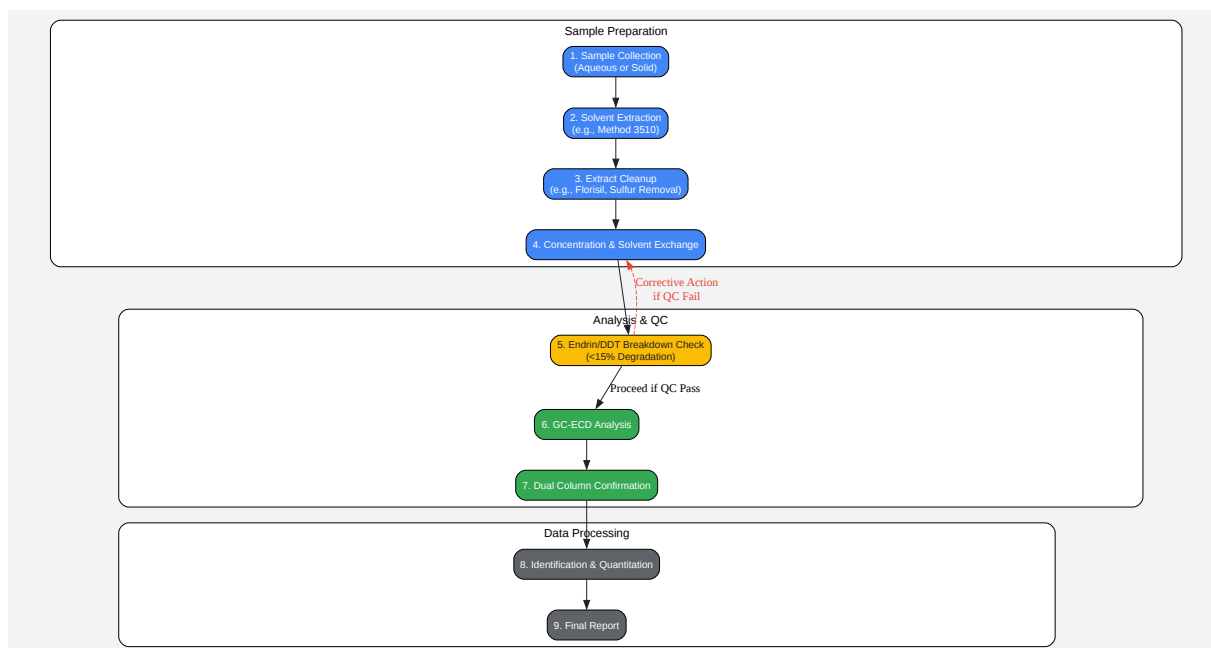 Sample Preparation
1. Sample Collection
(Aqueous or Solid)
2. Solvent Extraction
(e.g., Method 3510)
3. Extract Cleanup
(e.g., Florisil, Sulfur Removal)
4. Concentration & Solvent Exchange
Corrective Action
if QC Fail
Analysis & QC
5. Endrin/DDT Breakdown Check
(<15% Degradation)
Proceed if QC Pass
6. GC-ECD Analysis
7. Dual Column Confirmation
Data Processing
8. Identification & Quantitation
9. Final Report